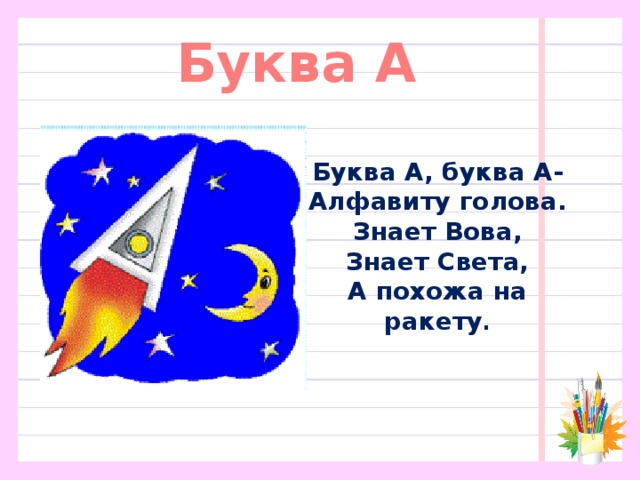 Буква А
Буква А, буква А-
Алфавиту голова.
Знает Вова,
Знает Света,
А похожа на
ракету.